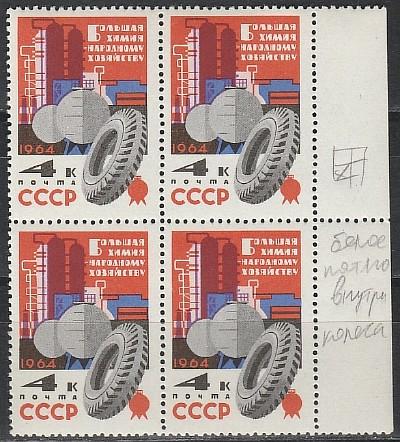 Большая
химия
-народному
хозяйству
1964
4 к
почта
СССР
Большая
химия
-народному
хозяйству
1964
4 к
почта
СССР
Большая
химия
-народному
хозяйству
1964
4 к
почта
СССР
Большая
химия
-народному
хозяйству
1964
4 к
почта
СССР
белое
пятно
внутри
колеса